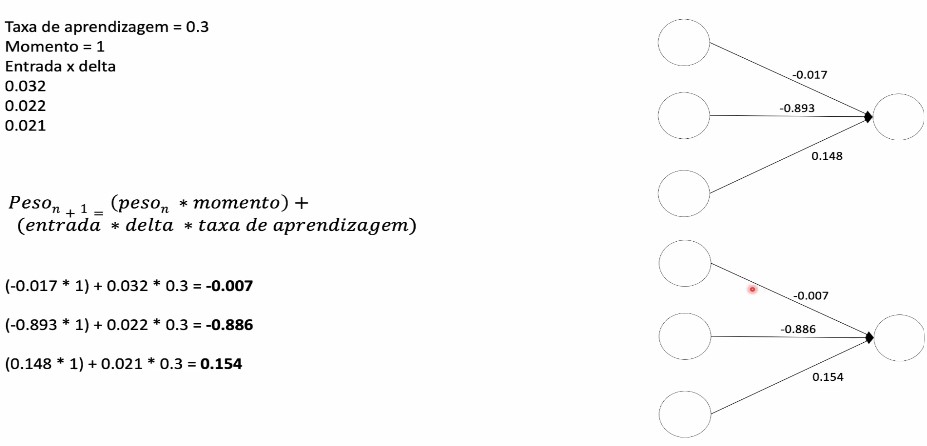 Taxa de aprendizagem = 0.3
Momento = 1
Entrada x delta
0.032
0.022
0.021
Peso_{n + 1 =} (peso_n * momento) +
(entrada * delta * taxa de aprendizagem)
(-0.017 * 1) + 0.032 * 0.3 = -0.007
(-0.893 * 1) + 0.022 * 0.3 = -0.886
(0.148 * 1) + 0.021 * 0.3 = 0.154
-0.017
-0.893
0.148
-0.007
-0.886
0.154